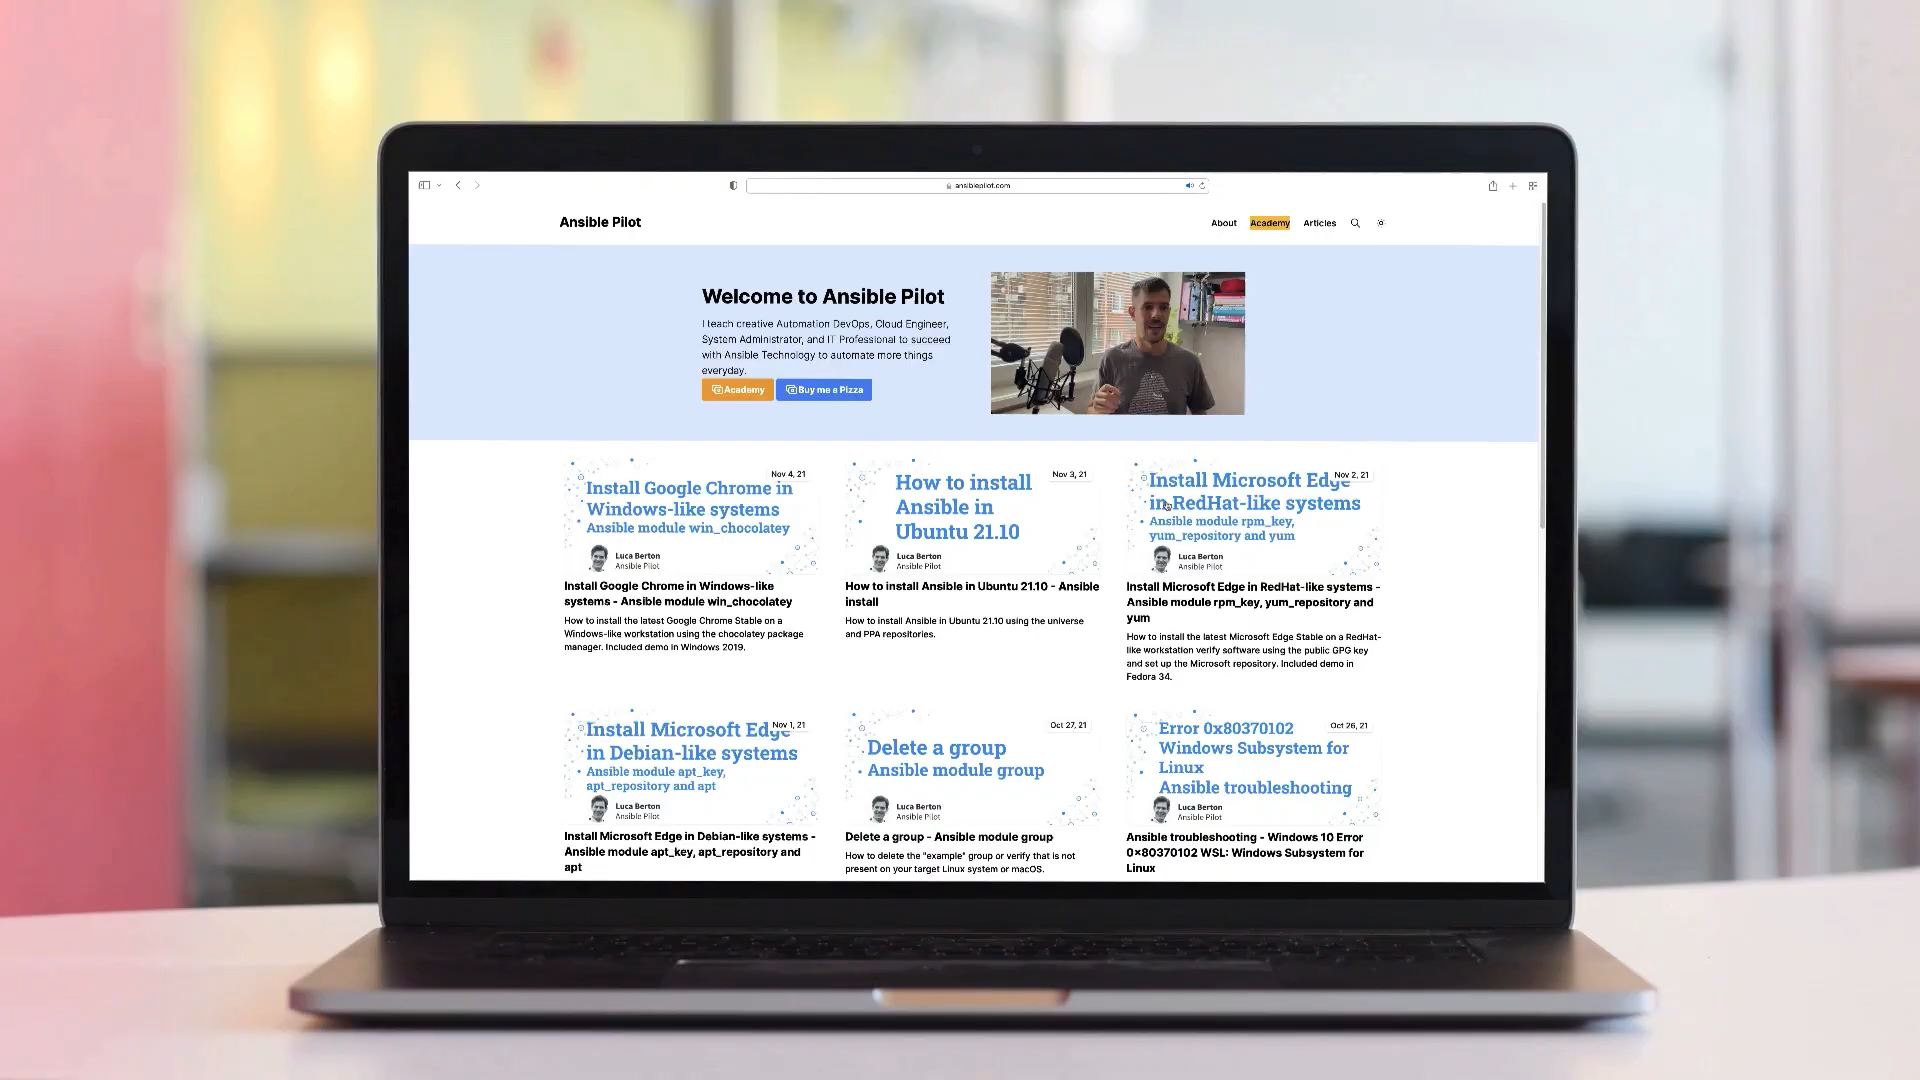 ansiblepilot.com
Ansible Pilot
About Academy Articles
Welcome to Ansible Pilot
I teach creative Automation DevOps, Cloud Engineer,
System Administrator, and IT Professional to succeed
with Ansible Technology to automate more things
everyday.
Academy Buy me a Pizza
Nov 4, 21
Install Google Chrome in
Windows-like systems
Ansible module win_chocolatey
Luca Berton
Ansible Pilot
Install Google Chrome in Windows-like
systems - Ansible module win_chocolatey
How to install the latest Google Chrome Stable on a
Windows-like workstation using the chocolatey package
manager. Included demo in Windows 2019.
Nov 3, 21
How to install
Ansible in
Ubuntu 21.10
Luca Berton
Ansible Pilot
How to install Ansible in Ubuntu 21.10 - Ansible
install
How to install Ansible in Ubuntu 21.10 using the universe
and PPA repositories.
Nov 2, 21
Install Microsoft Edge
in RedHat-like systems
Ansible module rpm_key,
yum_repository and yum
Luca Berton
Ansible Pilot
Install Microsoft Edge in RedHat-like systems -
Ansible module rpm_key, yum_repository and
yum
How to install the latest Microsoft Edge Stable on a RedHat-
like workstation verify software using the public GPG key
and set up the Microsoft repository. Included demo in
Fedora 34.
Nov 1, 21
Install Microsoft Edge
in Debian-like systems
Ansible module apt_key,
apt_repository and apt
Luca Berton
Ansible Pilot
Install Microsoft Edge in Debian-like systems -
Ansible module apt_key, apt_repository and
apt
Oct 27, 21
Delete a group
Ansible module group
Luca Berton
Ansible Pilot
Delete a group - Ansible module group
How to delete the "example" group or verify that is not
present on your target Linux system or macOS.
Oct 26, 21
Error 0x80370102
Windows Subsystem for
Linux
Ansible troubleshooting
Luca Berton
Ansible Pilot
Ansible troubleshooting - Windows 10 Error
0x80370102 WSL: Windows Subsystem for
Linux